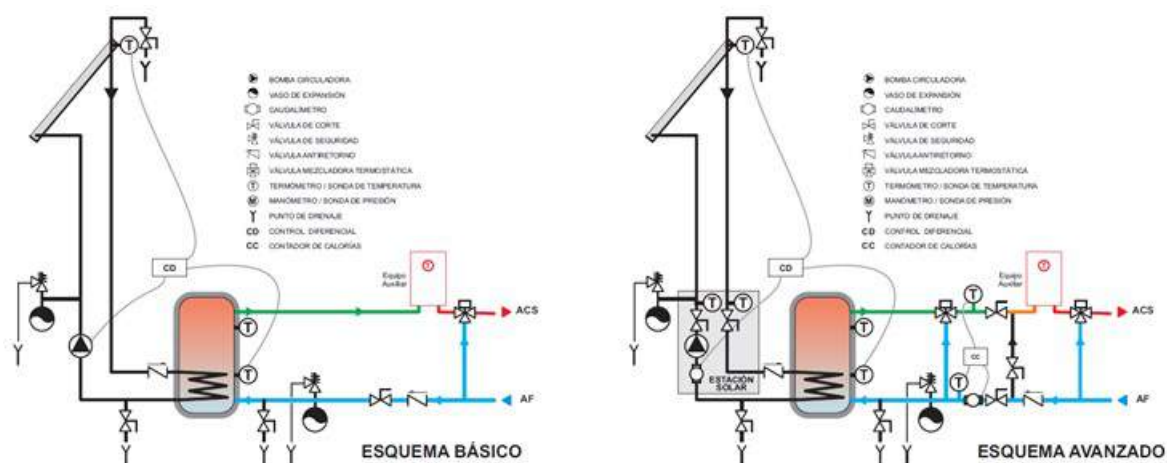 T
BOMBA CIRCULADORA
VASO DE EXPANSIÓN
CAUDALÍMETRO
VÁLVULA DE CORTE
VÁLVULA DE SEGURIDAD
VÁLVULA ANTIRETORNO
VÁLVULA MEZCLADORA TERMOSTÁTICA
T TERMÓMETRO / SONDA DE TEMPERATURA
M MANÓMETRO / SONDA DE PRESIÓN
PUNTO DE DRENAJE
CD CONTROL DIFERENCIAL
CC CONTADOR DE CALORÍAS
CD
Equipo
Auxiliar
T
ACS
T
T
AF
ESQUEMA BÁSICO
T
BOMBA CIRCULADORA
VASO DE EXPANSIÓN
CAUDALÍMETRO
VÁLVULA DE CORTE
VÁLVULA DE SEGURIDAD
VÁLVULA ANTIRETORNO
VÁLVULA MEZCLADORA TERMOSTÁTICA
T TERMÓMETRO / SONDA DE TEMPERATURA
M MANÓMETRO / SONDA DE PRESIÓN
PUNTO DE DRENAJE
CD CONTROL DIFERENCIAL
CC CONTADOR DE CALORÍAS
CD
Equipo
Auxiliar
T
T T
T
ACS
T
T
CC
T
ESTACIÓN
SOLAR
AF
ESQUEMA AVANZADO